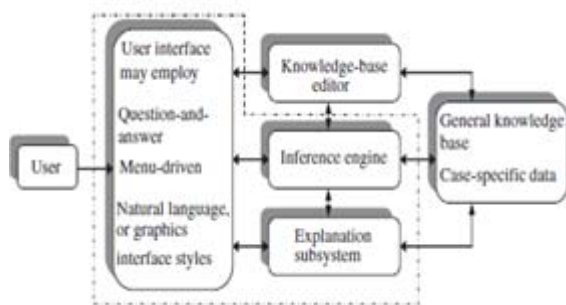 User
User interface
may employ
Question-and-
answer
Menu-driven
Natural language,
or graphics
interface styles
Knowledge-base
editor
Inference engine
Explanation
subsystem
General knowledge
base
Case-specific data